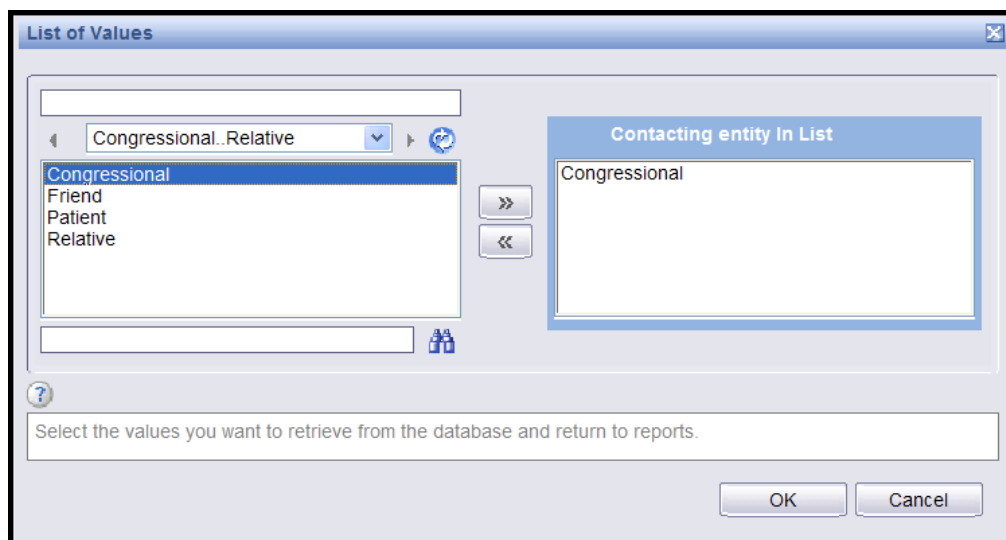 List of Values
Congressional..Relative
Congressional
Friend
Patient
Relative
»
«
Contacting entity In List
Congressional
?
Select the values you want to retrieve from the database and return to reports.
OK
Cancel